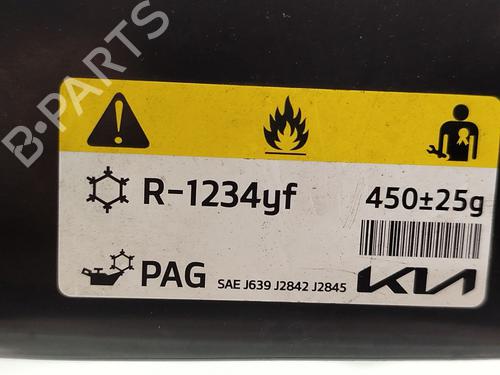 B-PARTS
R-1234yf 450±25g
PAG SAE J639 J2842 J2845 KIA